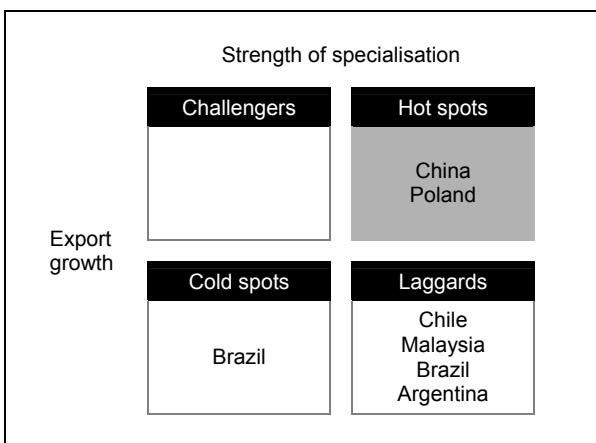 Strength of specialisation
Challengers
Hot spots
China
Poland
Export
growth
Cold spots
Laggards
Brazil
Chile
Malaysia
Brazil
Argentina